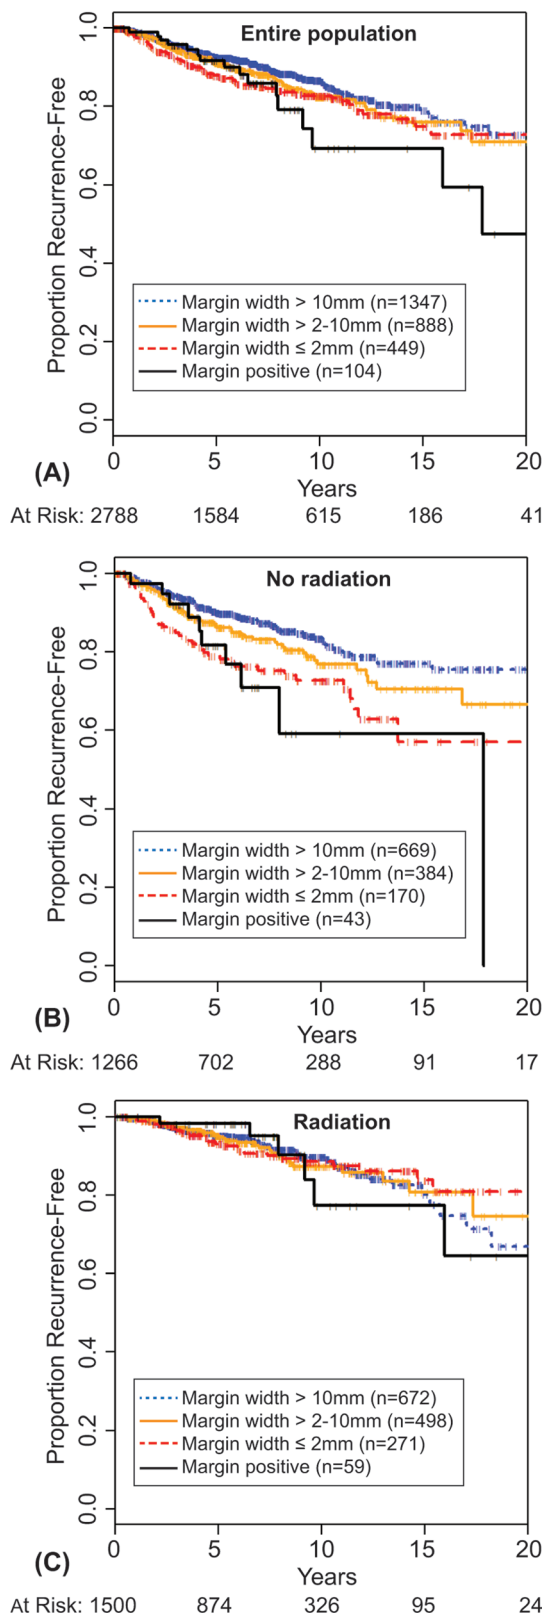 Entire population
Proportion Recurrence-Free
1.0
0.8
0.6
0.4
0.2
0.0
Margin width > 10mm (n=1347)
Margin width > 2-10mm (n=888)
Margin width ≤ 2mm (n=449)
Margin positive (n=104)
0 5 10 15 20
(A)
Years
At Risk: 2788 1584 615 186 41
No radiation
Proportion Recurrence-Free
1.0
0.8
0.6
0.4
0.2
0.0
Margin width > 10mm (n=669)
Margin width > 2-10mm (n=384)
Margin width ≤ 2mm (n=170)
Margin positive (n=43)
0 5 10 15 20
(B)
Years
At Risk: 1266 702 288 91 17
Radiation
Proportion Recurrence-Free
1.0
0.8
0.6
0.4
0.2
0.0
Margin width > 10mm (n=672)
Margin width > 2-10mm (n=498)
Margin width ≤ 2mm (n=271)
Margin positive (n=59)
0 5 10 15 20
(C)
Years
At Risk: 1500 874 326 95 24